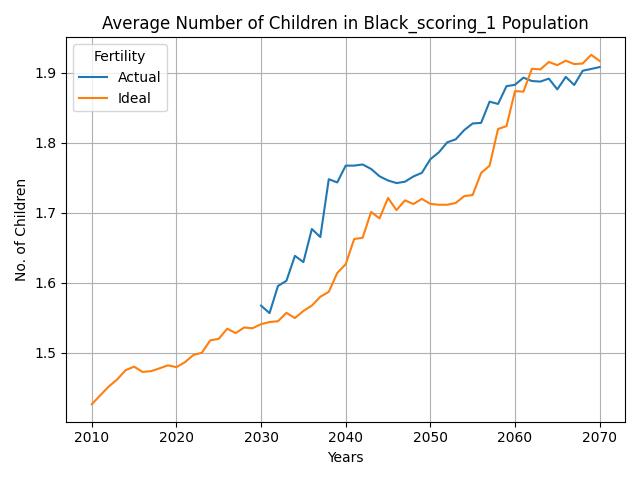 Average Number of Children in Black_scoring_1 Population
Fertility
Actual
Ideal
No. of Children
1.9
1.8
1.7
1.6
1.5
2010 2020 2030 2040 2050 2060 2070
Years